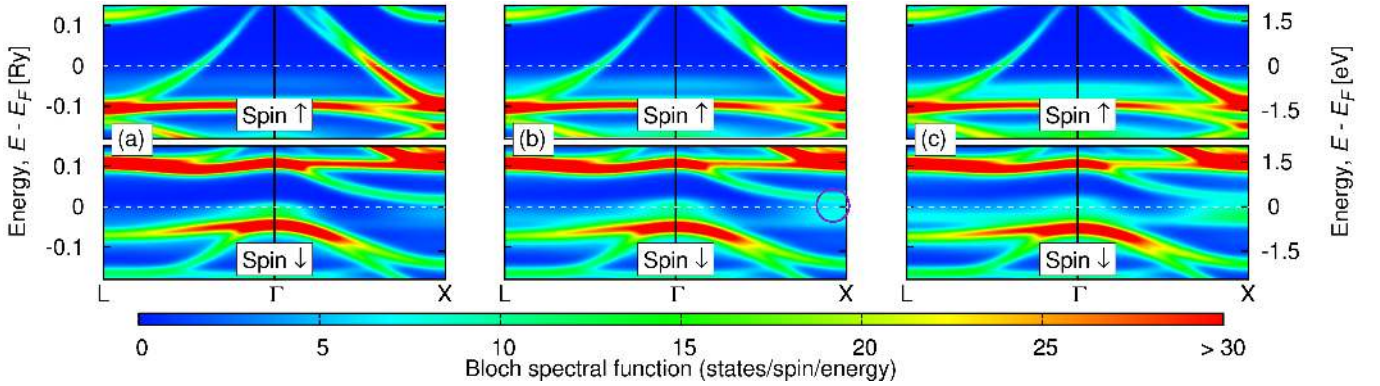 Energy, E - E_F [Ry]
0.1
0
-0.1
0.1
0
-0.1
Spin ↑
(a)
Spin ↓
Spin ↑
(b)
Spin ↓
Spin ↑
(c)
Spin ↓
1.5
0
-1.5
1.5
0
-1.5
Energy, E - E_F [eV]
L Γ X L Γ X L Γ X
0 5 10 15 20 25 > 30
Bloch spectral function (states/spin/energy)